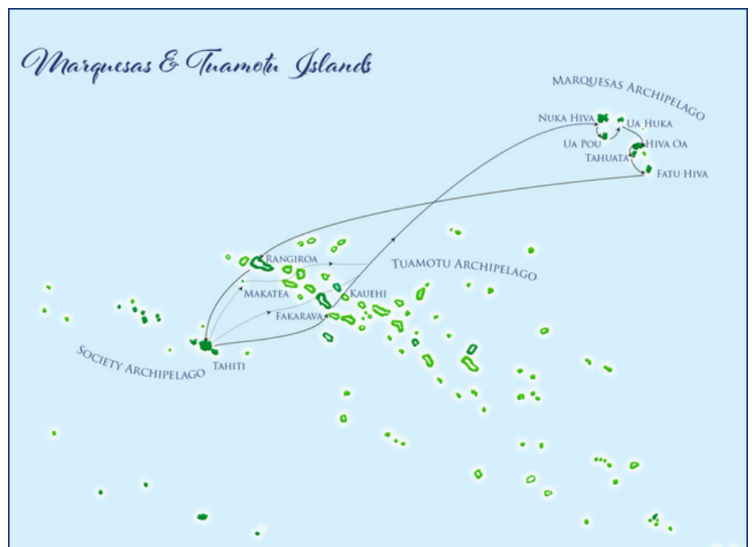 Marquesas & Tuamotu Islands
MARQUESAS ARCHIPELAGO
NUKA HIVA
UA HUKA
UA POU
HIVA OA
TAHUATA
FATU HIVA
RANGIROA
TUAMOTU ARCHIPELAGO
MAKATEA
KAUEHI
FAKARAVA
SOCIETY ARCHIPELAGO
TAHITI